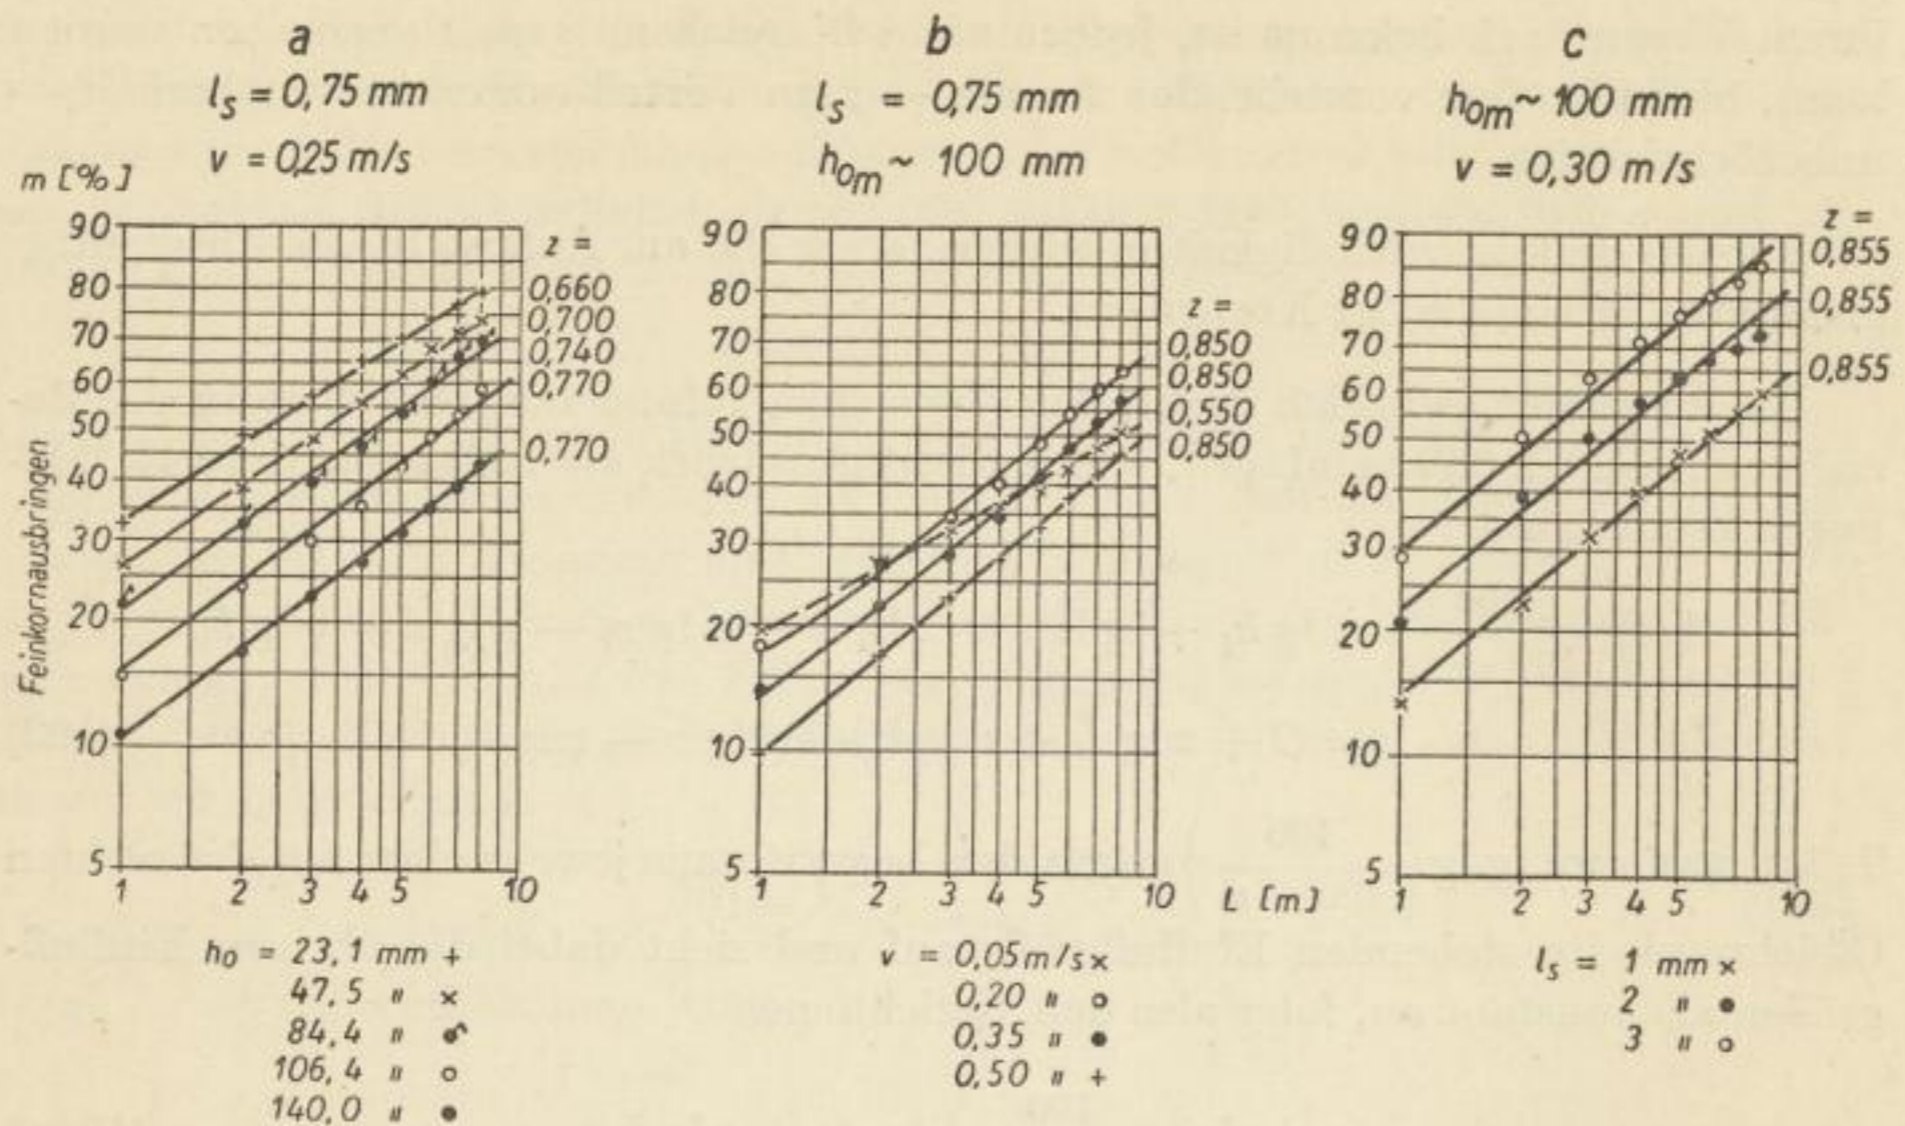 a
l_s = 0,75 mm
v = 0,25 m/s
m [%]
90
80
70
60
50
40
30
20
10
5
1 2 3 4 5 10
Feinkornausbringen
z =
0,660
0,700
0,740
0,770
0,770
h_o = 23,1 mm +
47,5 " ×
84,4 "
106,4 " o
140,0 " ●
b
l_s = 0,75 mm
h_om ~ 100 mm
90
80
70
60
50
40
30
20
10
5
1 2 3 4 5 10 L [m]
z =
0,850
0,850
0,550
0,850
v = 0,05 m/s ×
0,20 " o
0,35 " ●
0,50 " +
c
h_om ~ 100 mm
v = 0,30 m/s
90
80
70
60
50
40
30
20
10
5
1 2 3 4 5 10
z =
0,855
0,855
0,855
l_s = 1 mm ×
2 " ●
3 " o